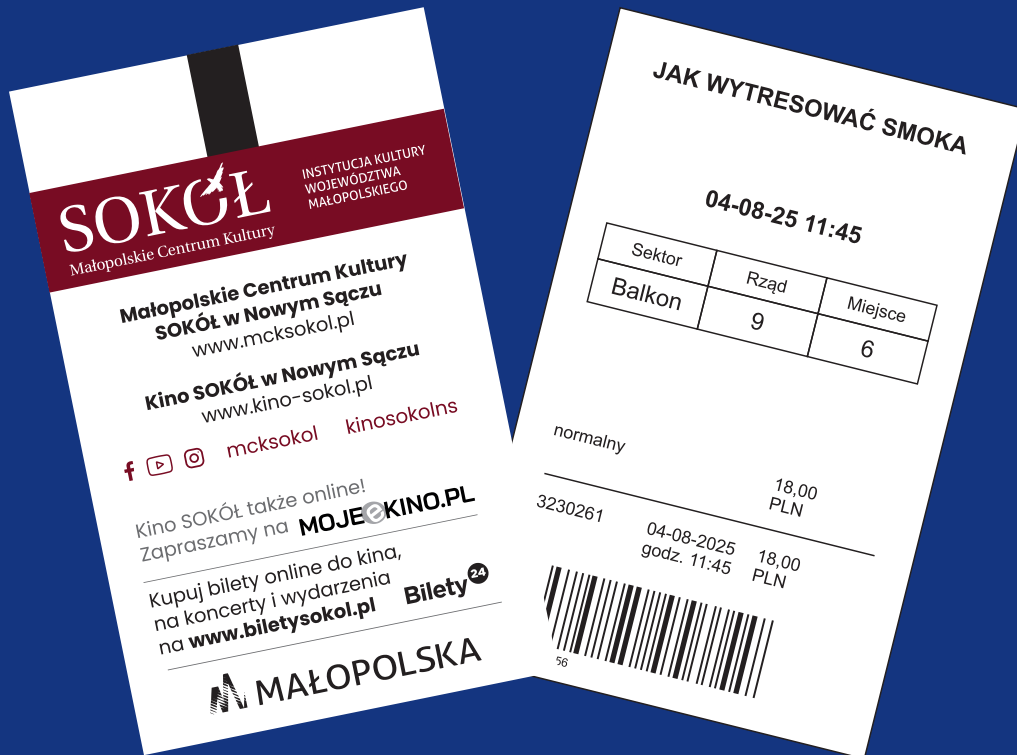 SOKÓŁ
Małopolskie Centrum Kultury
INSTYTUCJA KULTURY
WOJEWÓDZTWA
MAŁOPOLSKIEGO
Małopolskie Centrum Kultury
SOKÓŁ w Nowym Sączu
www.mcksokol.pl
Kino SOKÓŁ w Nowym Sączu
www.kino-sokol.pl
mcksokol kinosokolns
Kino SOKÓŁ także online!
Zapraszamy na MOJEeKINO.PL
Kupuj bilety online do kina,
na koncerty i wydarzenia
na www.biletysokol.pl
Bilety24
MAŁOPOLSKA
JAK WYTRESOWAĆ SMOKA
04-08-25 11:45
Sektor Rząd Miejsce
Balkon 9 6
normalny
18,00
PLN
3230261
04-08-2025
godz. 11:45
18,00
PLN
56